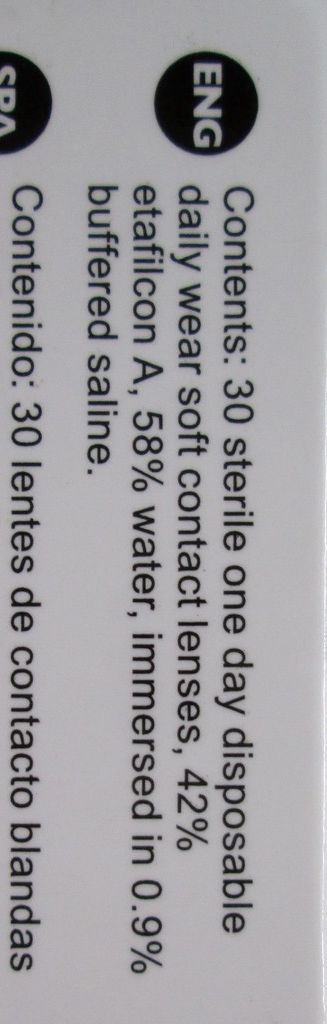 ENG
Contents: 30 sterile one day disposable
daily wear soft contact lenses, 42%
etafilcon A, 58% water, immersed in 0.9%
buffered saline.
SPA
Contenido: 30 lentes de contacto blandas